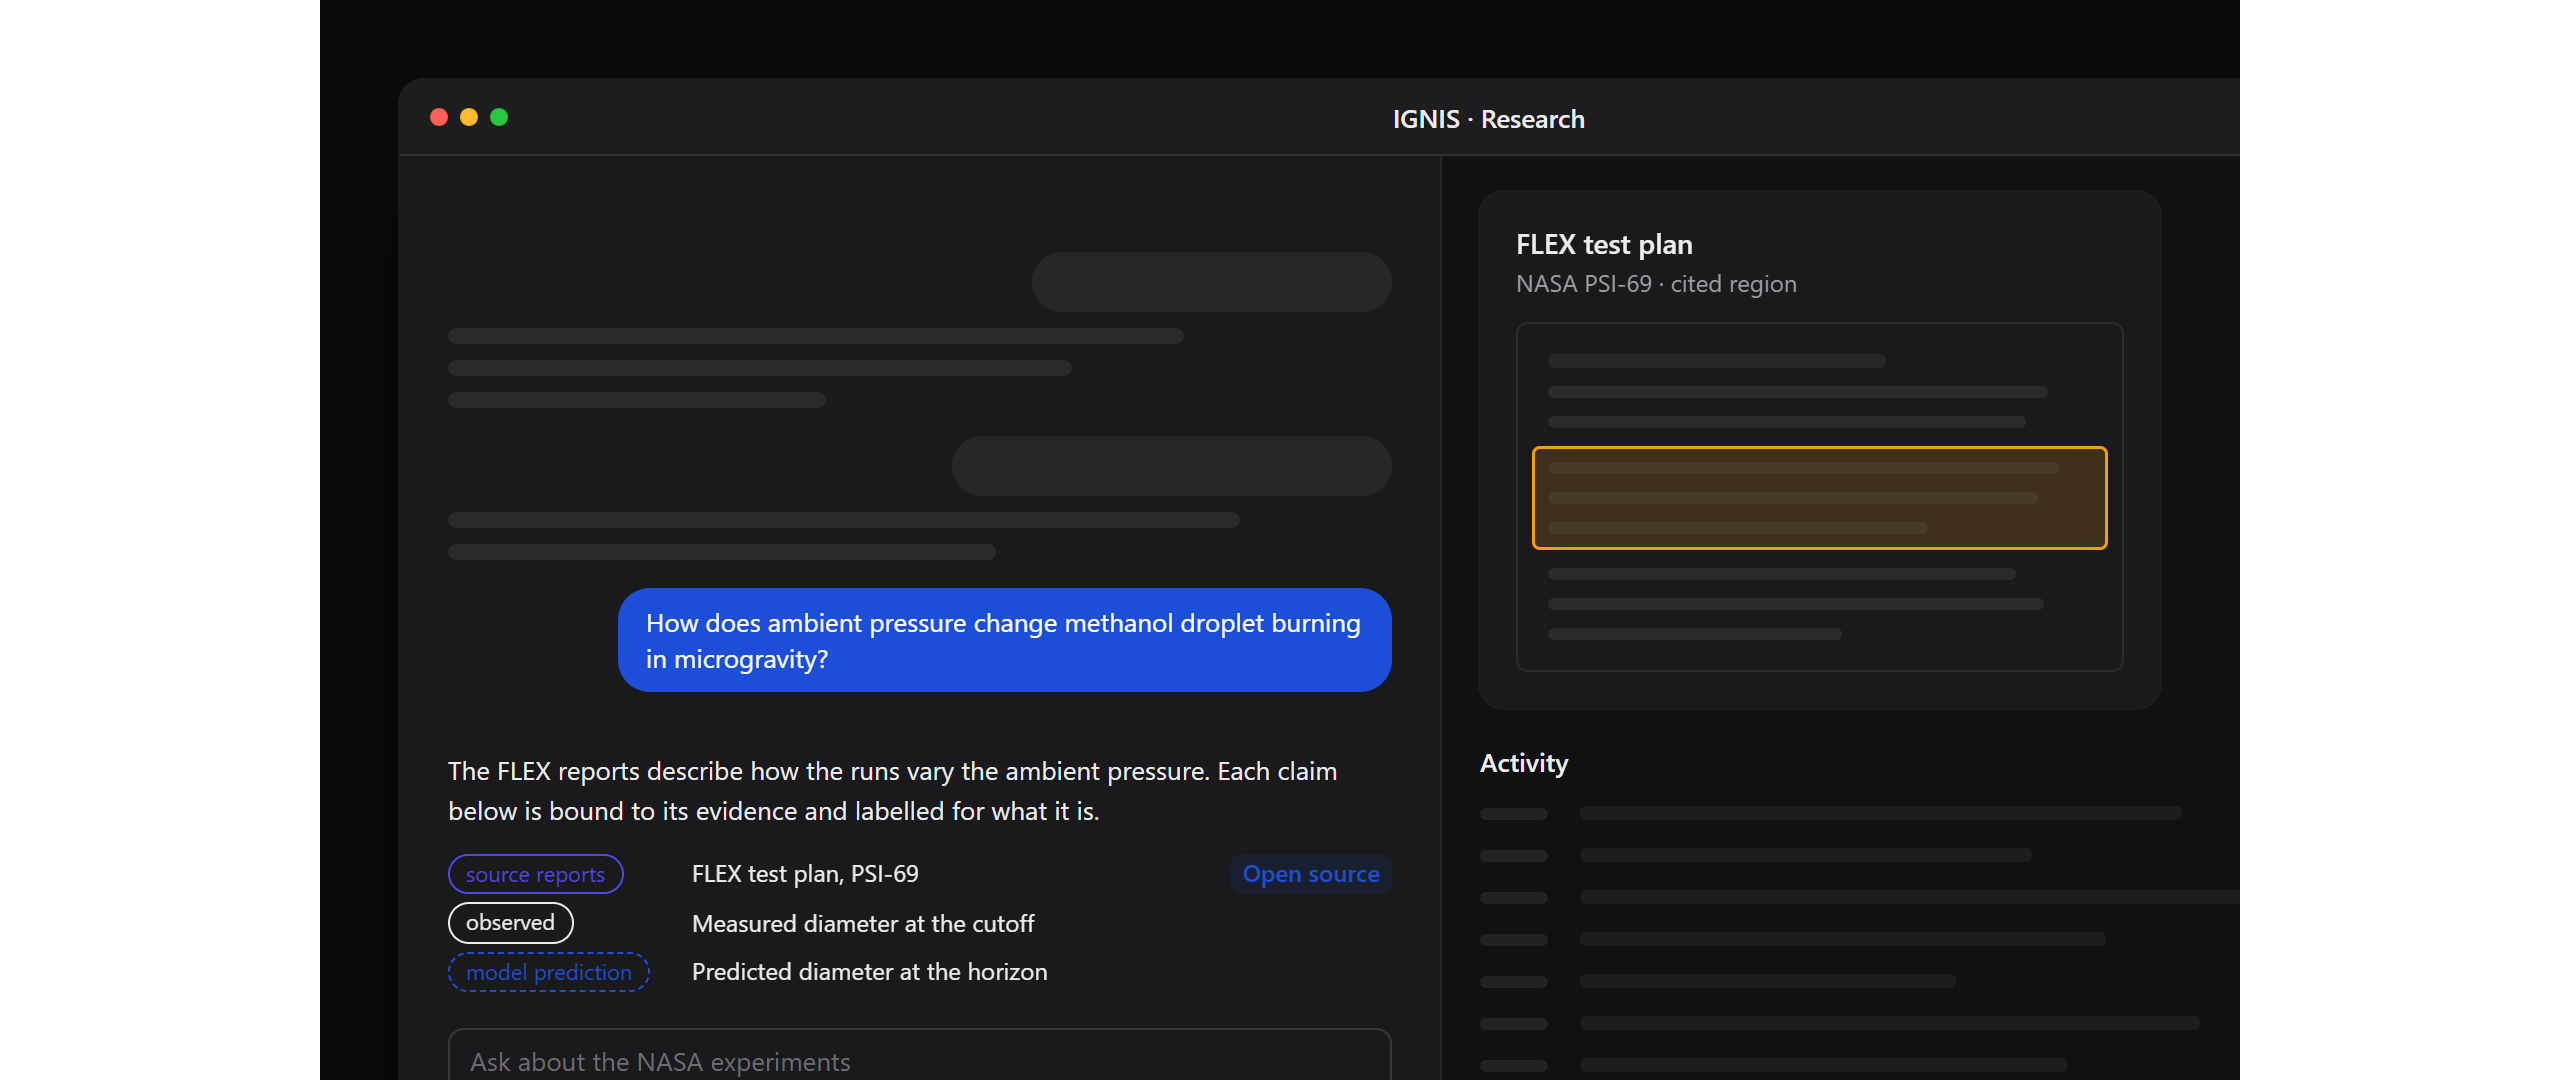 IGNIS · Research
How does ambient pressure change methanol droplet burning
in microgravity?
The FLEX reports describe how the runs vary the ambient pressure. Each claim
below is bound to its evidence and labelled for what it is.
source reports FLEX test plan, PSI-69 Open source
observed Measured diameter at the cutoff
model prediction Predicted diameter at the horizon
Ask about the NASA experiments
FLEX test plan
NASA PSI-69 · cited region
Activity